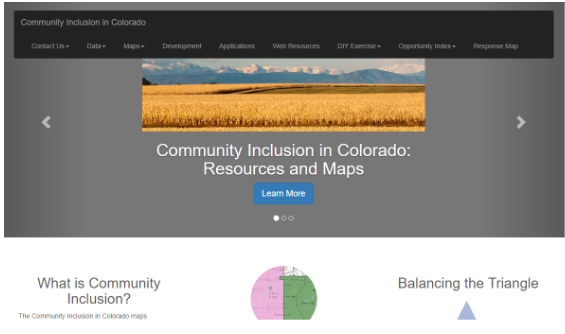 Community Inclusion in Colorado
Contact Us Data Maps Development Applications Web Resources DIY Exercise Opportunity Index Response Map
Community Inclusion in Colorado:
Resources and Maps
Learn More
What is Community
Inclusion?
The Community Inclusion in Colorado maps
Balancing the Triangle